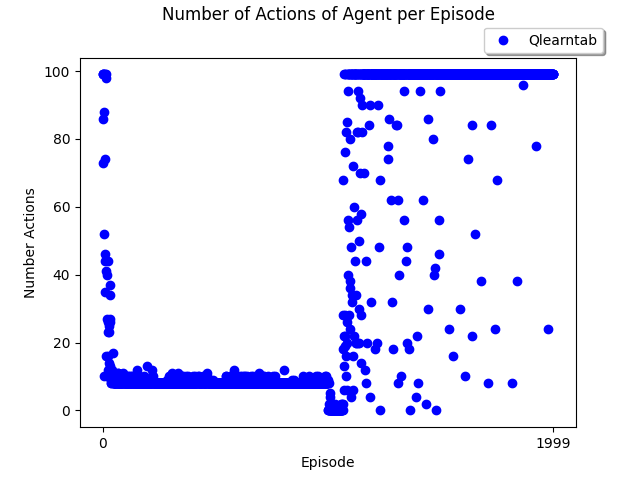 Number of Actions of Agent per Episode
Qlearntab
100
80
60
40
20
0
Number Actions
0
1999
Episode